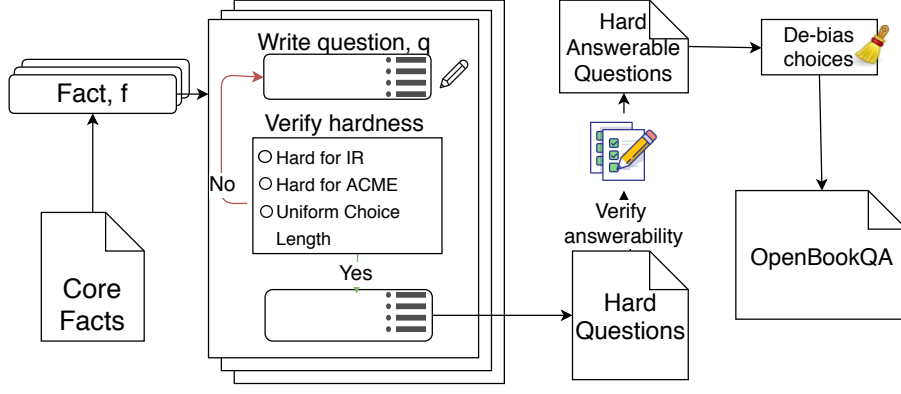 Core
Facts
Fact, f
Write question, q
Verify hardness
Hard for IR
Hard for ACME
Uniform Choice
Length
No
Yes
Hard
Questions
Verify
answerability
Hard
Answerable
Questions
De-bias
choices
OpenBookQA